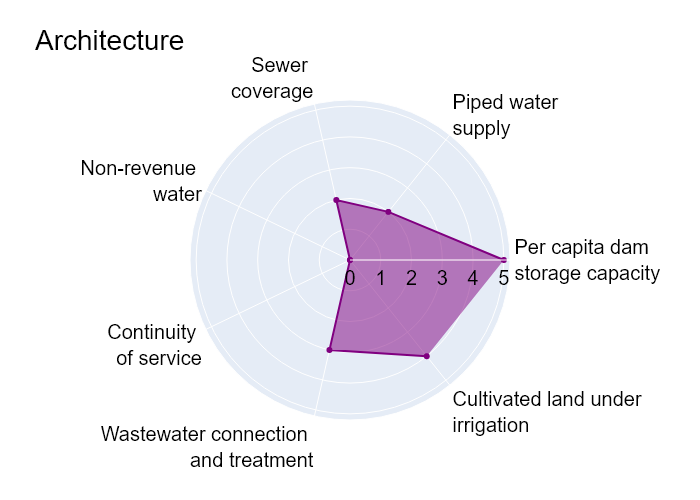 Architecture
Sewer
coverage
Piped water
supply
Non-revenue
water
Per capita dam
storage capacity
0 1 2 3 4 5
Continuity
of service
Cultivated land under
irrigation
Wastewater connection
and treatment